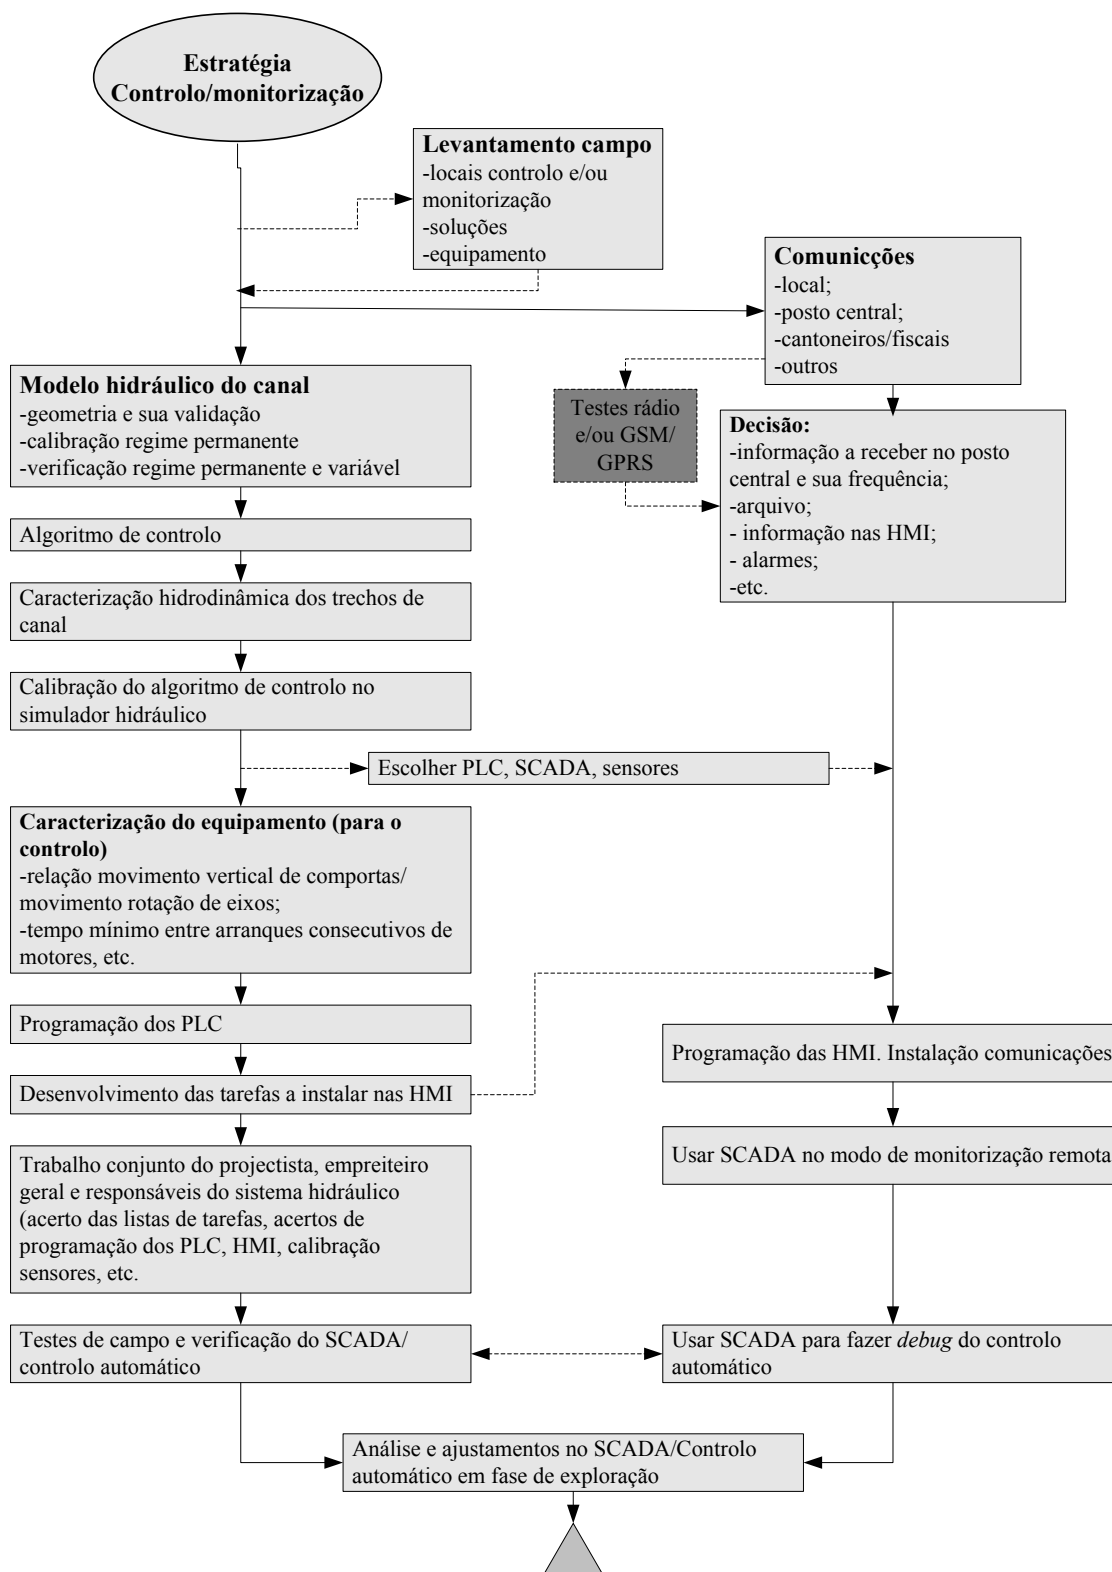 Estratégia
Controlo/monitorização
Levantamento campo
-locais controlo e/ou
monitorização
-soluções
-equipamento
Comunicções
-local;
-posto central;
-cantoneiros/fiscais
-outros
Modelo hidráulico do canal
-geometria e sua validação
-calibração regime permanente
-verificação regime permanente e variável
Testes rádio
e/ou GSM/
GPRS
Decisão:
-informação a receber no posto
central e sua frequência;
-arquivo;
- informação nas HMI;
- alarmes;
-etc.
Algoritmo de controlo
Caracterização hidrodinâmica dos trechos de
canal
Calibração do algoritmo de controlo no
simulador hidráulico
Escolher PLC, SCADA, sensores
Caracterização do equipamento (para o
controlo)
-relação movimento vertical de comportas/
movimento rotação de eixos;
-tempo mínimo entre arranques consecutivos de
motores, etc.
Programação dos PLC
Desenvolvimento das tarefas a instalar nas HMI
Programação das HMI. Instalação comunicações
Usar SCADA no modo de monitorização remota
Trabalho conjunto do projectista, empreiteiro
geral e responsáveis do sistema hidráulico
(acerto das listas de tarefas, acertos de
programação dos PLC, HMI, calibração
sensores, etc.
Testes de campo e verificação do SCADA/
controlo automático
Usar SCADA para fazer debug do controlo
automático
Análise e ajustamentos no SCADA/Controlo
automático em fase de exploração